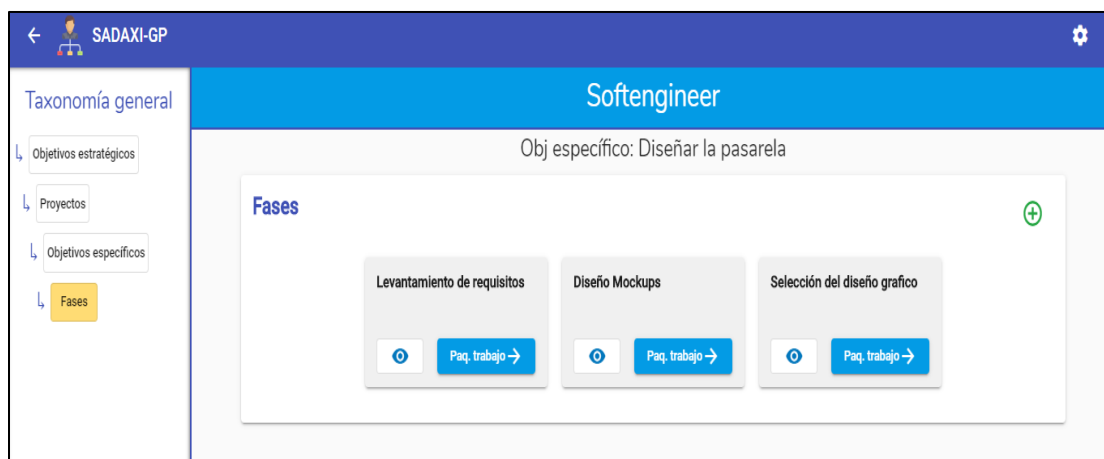 SADAXI-GP
Taxonomía general
Objetivos estratégicos
Proyectos
Objetivos específicos
Fases
Softengineer
Obj específico: Diseñar la pasarela
Fases
Levantamiento de requisitos
Paq. trabajo
Diseño Mockups
Paq. trabajo
Selección del diseño grafico
Paq. trabajo